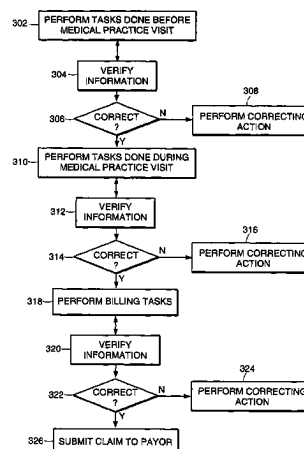 302
PERFORM TASKS DONE BEFORE
MEDICAL PRACTICE VISIT
304
VERIFY
INFORMATION
306
CORRECT
?
N
Y
308
PERFORM CORRECTING
ACTION
310
PERFORM TASKS DONE DURING
MEDICAL PRACTICE VISIT
312
VERIFY
INFORMATION
314
CORRECT
?
N
Y
316
PERFORM CORRECTING
ACTION
318
PERFORM BILLING TASKS
320
VERIFY
INFORMATION
322
CORRECT
?
N
Y
324
PERFORM CORRECTING
ACTION
326
SUBMIT CLAIM TO PAYOR